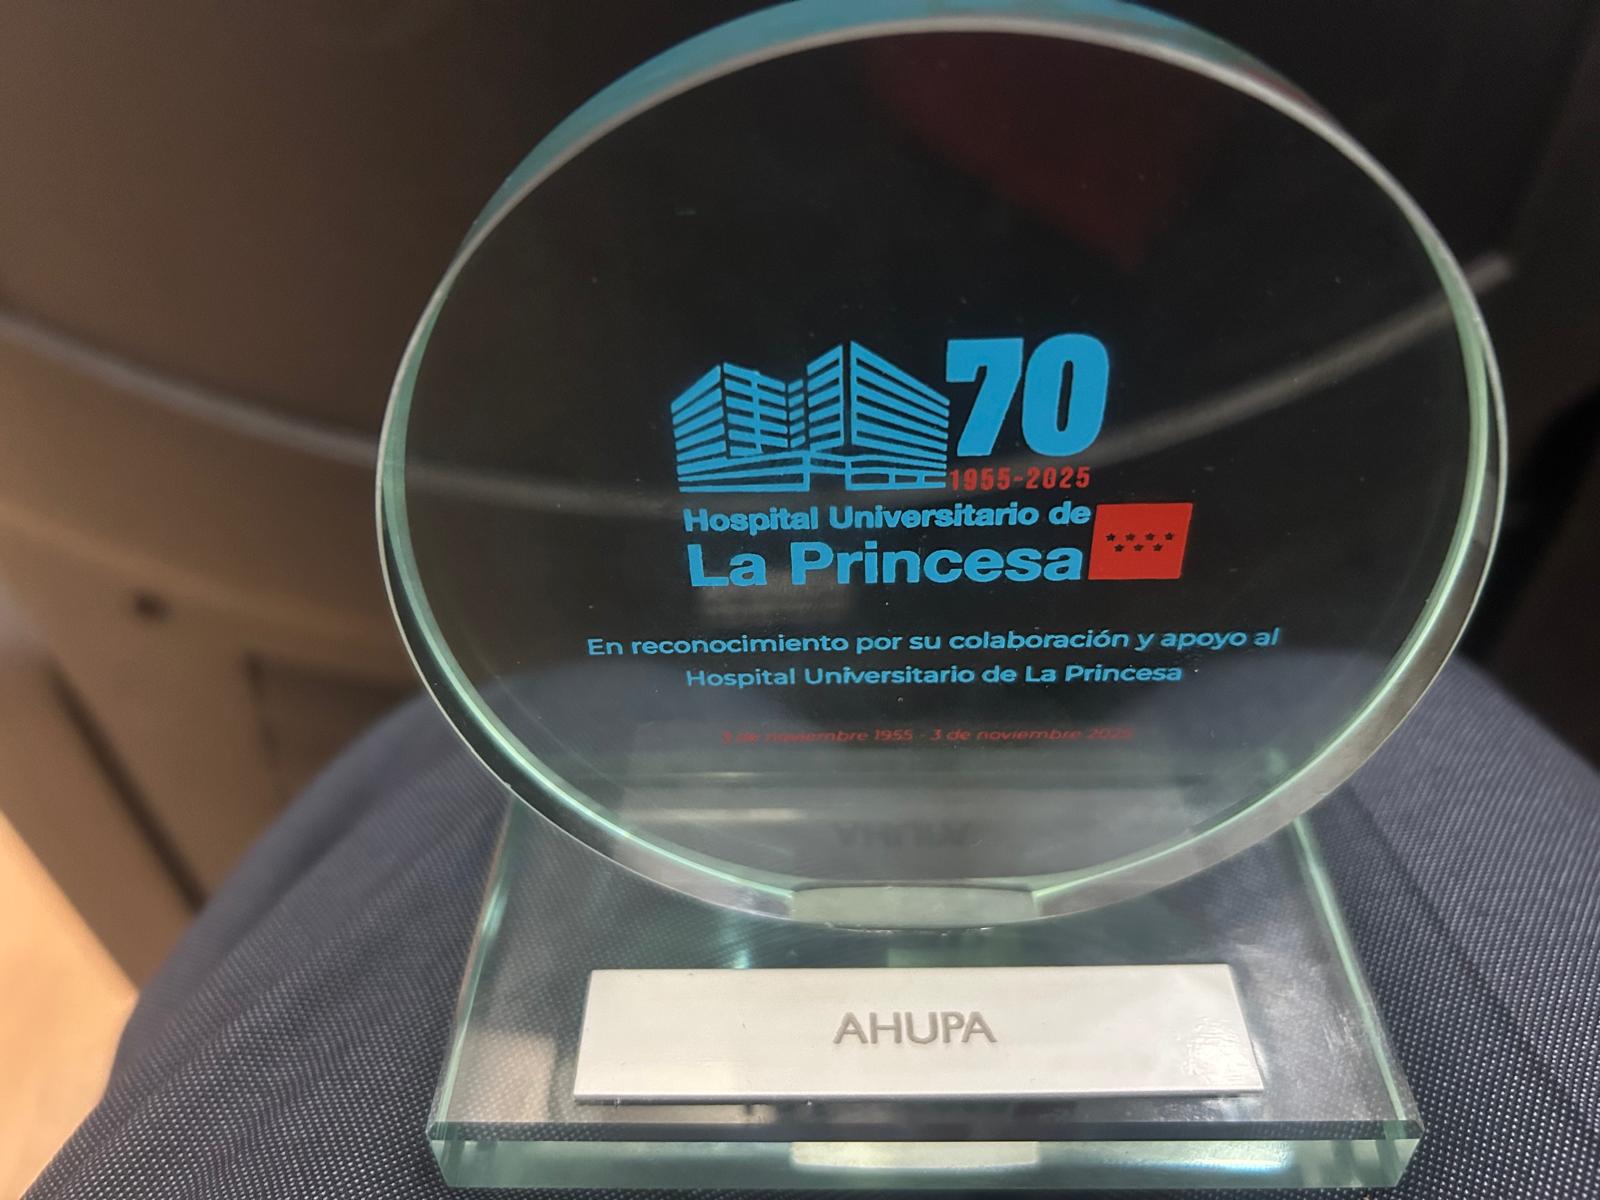 70
1955-2025
Hospital Universitario de
La Princesa
En reconocimiento por su colaboración y apoyo al
Hospital Universitario de La Princesa
3 de noviembre 1955 - 3 de noviembre 2025
AHUPA